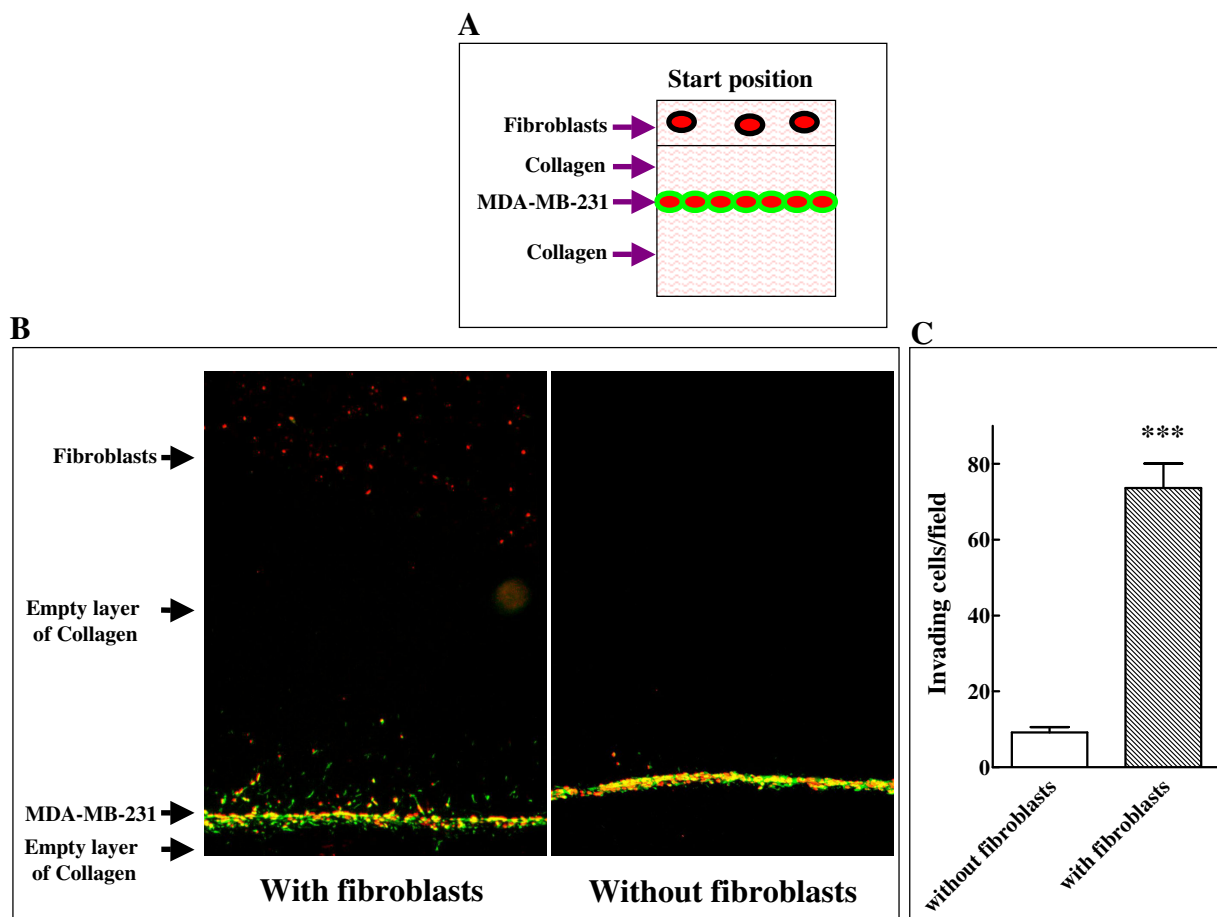 A
Start position
Fibroblasts
Collagen
MDA-MB-231
Collagen
B
Fibroblasts
Empty layer
of Collagen
MDA-MB-231
Empty layer
of Collagen
With fibroblasts
Without fibroblasts
C
***
80
60
40
20
0
Invading cells/field
without fibroblasts
with fibroblasts